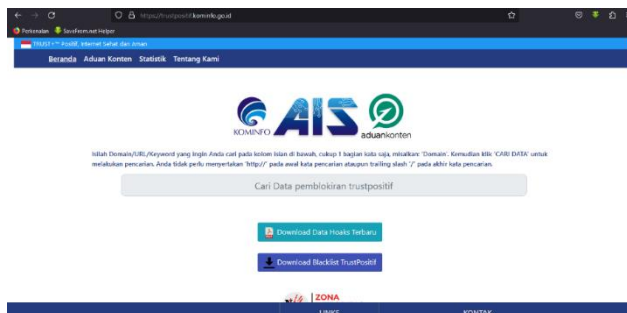 https://trustpositif.kominfo.go.id
Perkenalan SaveFrom.net Helper
TRUST+™ Positif, Internet Sehat dan Aman
Beranda Aduan Konten Statistik Tentang Kami
KOMINFO AIS aduankonten
Isilah Domain/URL/Keyword yang ingin Anda cari pada kolom isian di bawah, cukup 1 bagian kata saja, misalkan: 'Domain'. Kemudian klik 'CARI DATA' untuk
melakukan pencarian. Anda tidak perlu menyertakan 'http://' pada awal kata pencarian ataupun trailing slash '/' pada akhir kata pencarian.
Cari Data pemblokiran trustpositif
Download Data Hoaks Terbaru
Download Blacklist TrustPositif
ZONA
LINKS KONTAK